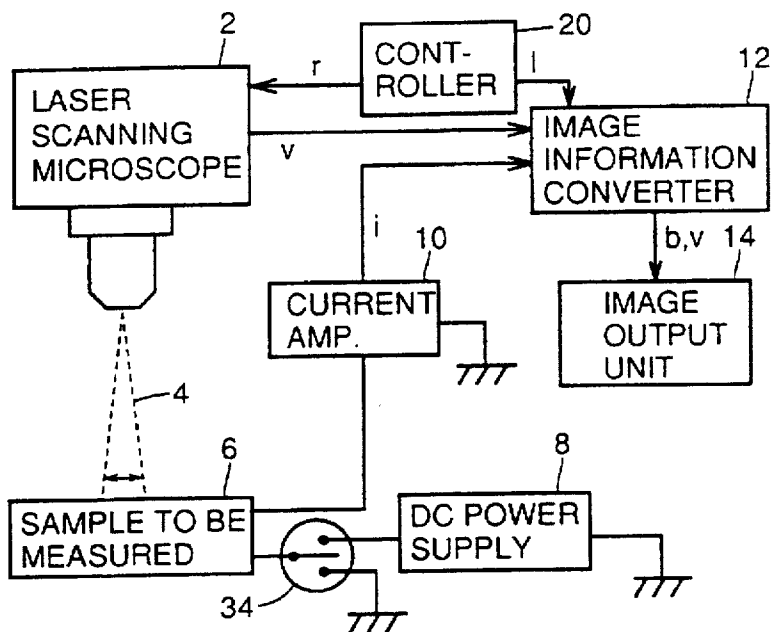 2
20
12
LASER
SCANNING
MICROSCOPE
r
CONT-
ROLLER
l
v
IMAGE
INFORMATION
CONVERTER
i
10
b,v
14
CURRENT
AMP.
IMAGE
OUTPUT
UNIT
4
6
8
SAMPLE TO BE
MEASURED
DC POWER
SUPPLY
34